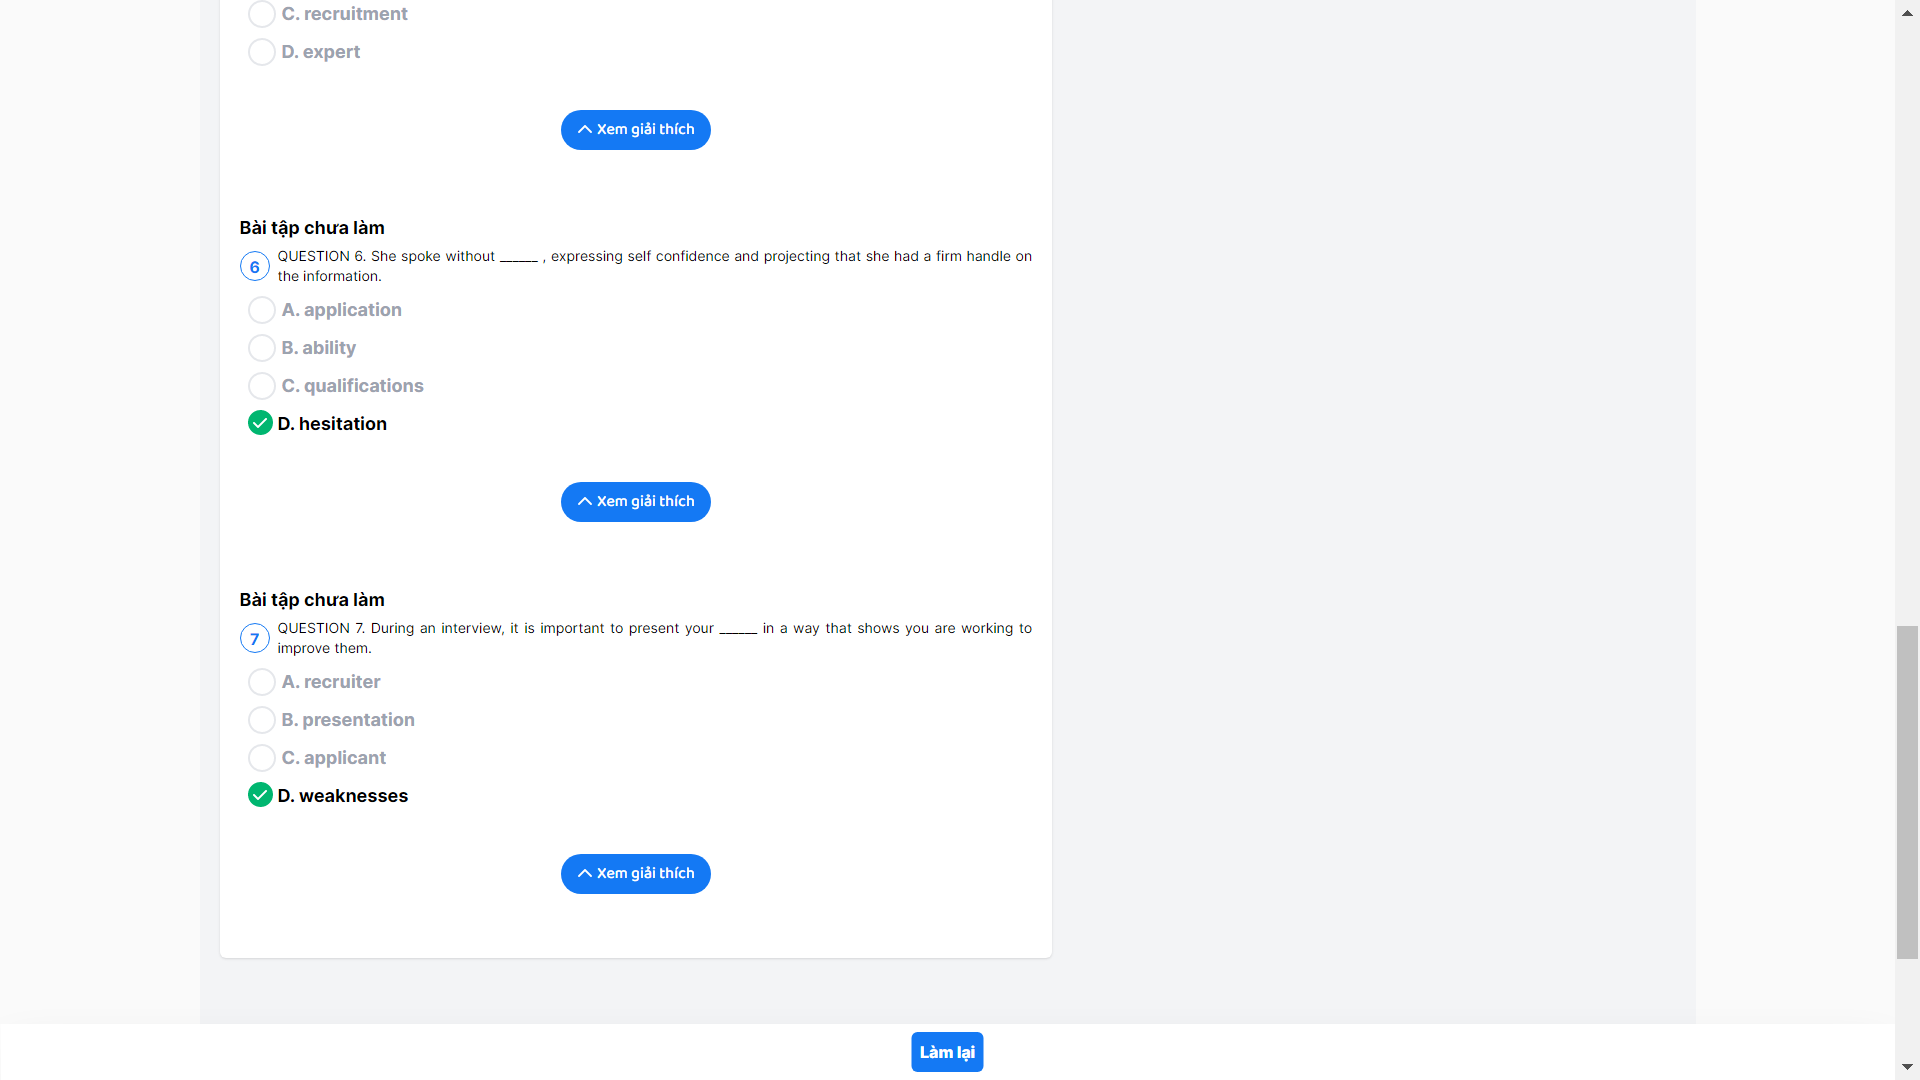 C. recruitment
D. expert
Xem giải thích
Bài tập chưa làm
6
QUESTION 6. She spoke without ______ , expressing self confidence and projecting that she had a firm handle on
the information.
A. application
B. ability
C. qualifications
D. hesitation
Xem giải thích
Bài tập chưa làm
7
QUESTION 7. During an interview, it is important to present your ______ in a way that shows you are working to
improve them.
A. recruiter
B. presentation
C. applicant
D. weaknesses
Xem giải thích
Làm lại